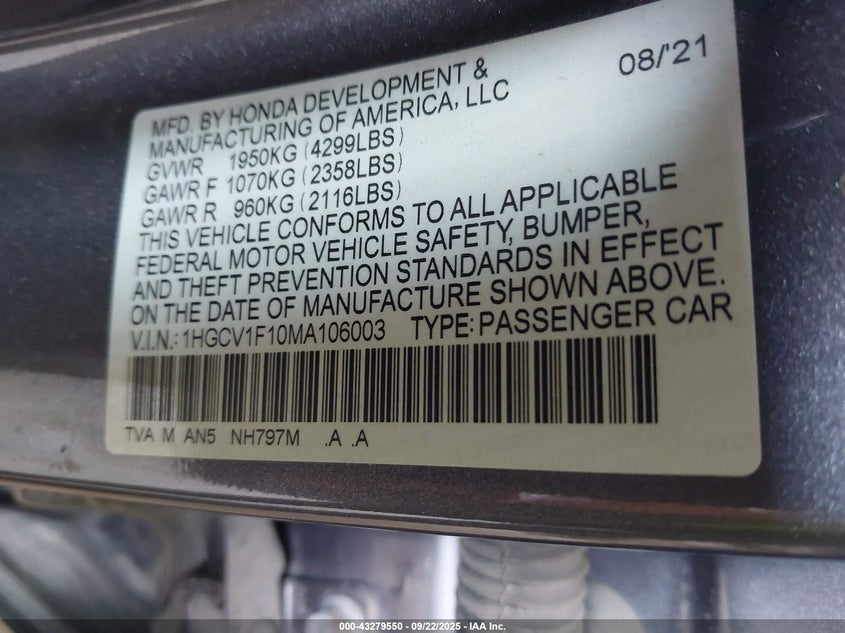 08/'21
MFD. BY HONDA DEVELOPMENT &
MANUFACTURING OF AMERICA, LLC
GVWR 1950KG (4299LBS)
GAWR F 1070KG (2358LBS)
GAWR R 960KG (2116LBS)
THIS VEHICLE CONFORMS TO ALL APPLICABLE
FEDERAL MOTOR VEHICLE SAFETY, BUMPER,
AND THEFT PREVENTION STANDARDS IN EFFECT
ON THE DATE OF MANUFACTURE SHOWN ABOVE.
V.I.N.: 1HGCV1F10MA106003 TYPE: PASSENGER CAR
TVA M AN5 NH797M .A .A
000-43279550 - 09/22/2025 - IAA Inc.